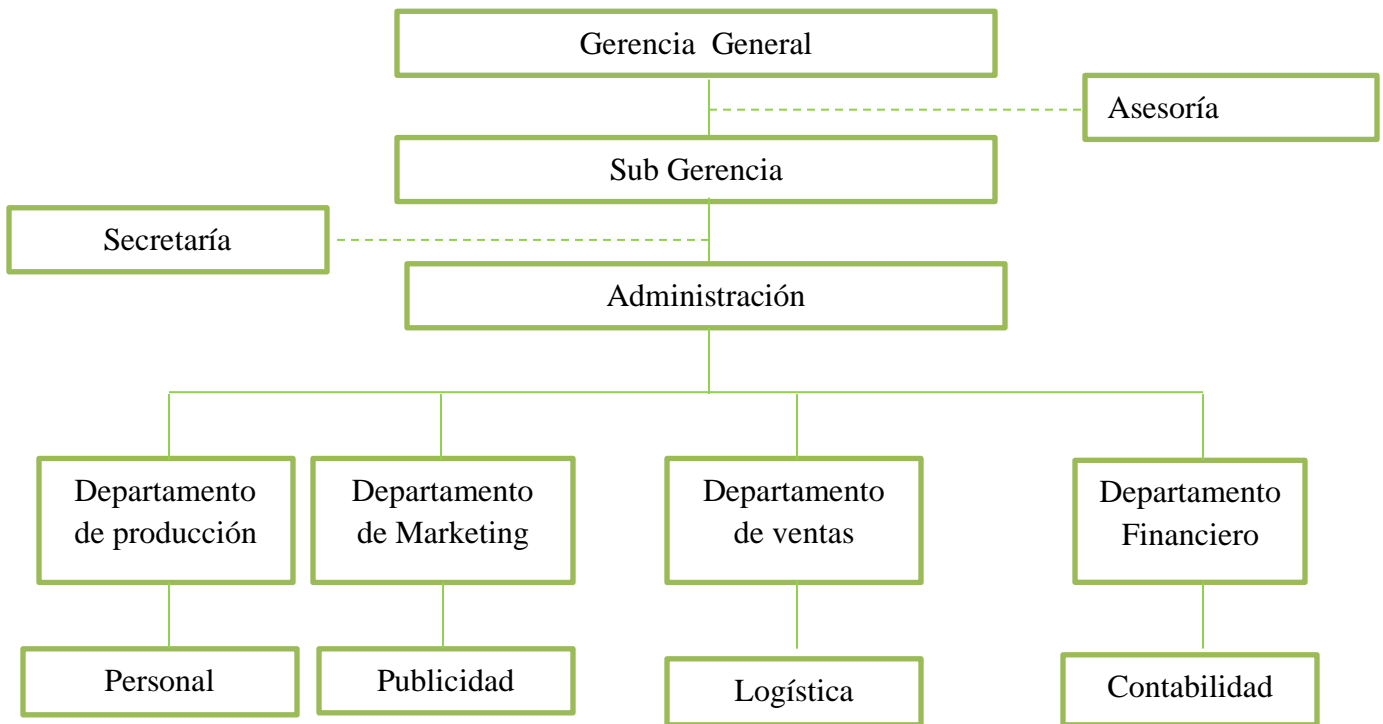 Gerencia  General
Asesoría
Sub Gerencia
Secretaría
Administración
Departamento
de producción
Departamento
de Marketing
Departamento
de ventas
Departamento
Financiero
Personal
Publicidad
Logística
Contabilidad